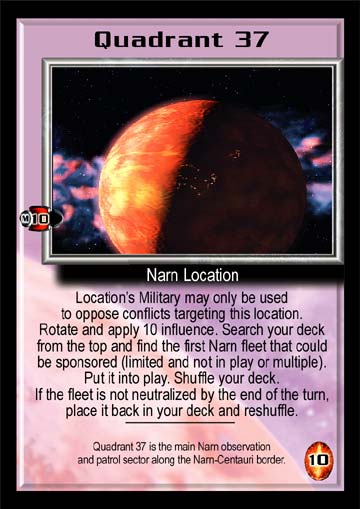 Quadrant 37
M 10
Narn Location
Location's Military may only be used
to oppose conflicts targeting this location.
Rotate and apply 10 influence. Search your deck
from the top and find the first Narn fleet that could
be sponsored (limited and not in play or multiple).
Put it into play. Shuffle your deck.
If the fleet is not neutralized by the end of the turn,
place it back in your deck and reshuffle.
Quadrant 37 is the main Narn observation
and patrol sector along the Narn-Centauri border.
10